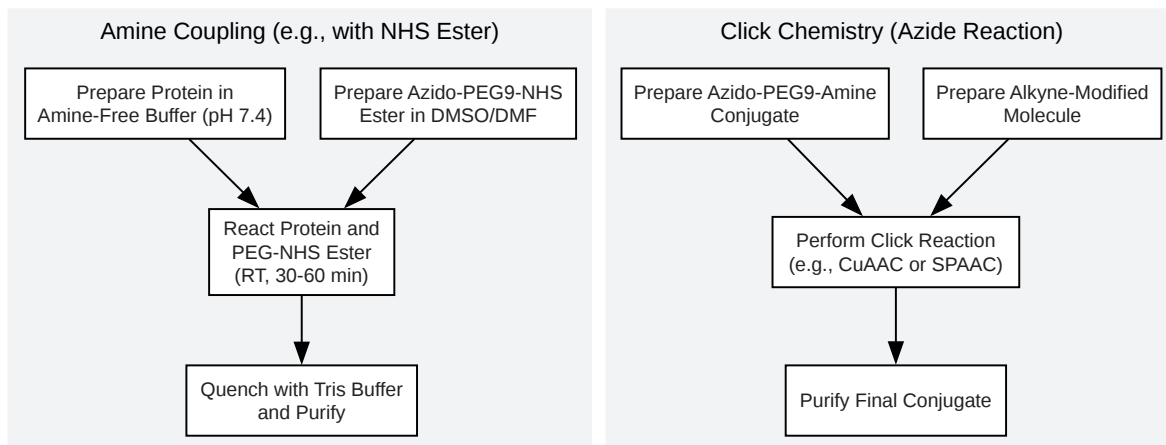 Amine Coupling (e.g., with NHS Ester)
Prepare Protein in
Amine-Free Buffer (pH 7.4)
Prepare Azido-PEG9-NHS
Ester in DMSO/DMF
React Protein and
PEG-NHS Ester
(RT, 30-60 min)
Quench with Tris Buffer
and Purify
Click Chemistry (Azide Reaction)
Prepare Azido-PEG9-Amine
Conjugate
Prepare Alkyne-Modified
Molecule
Perform Click Reaction
(e.g., CuAAC or SPAAC)
Purify Final Conjugate